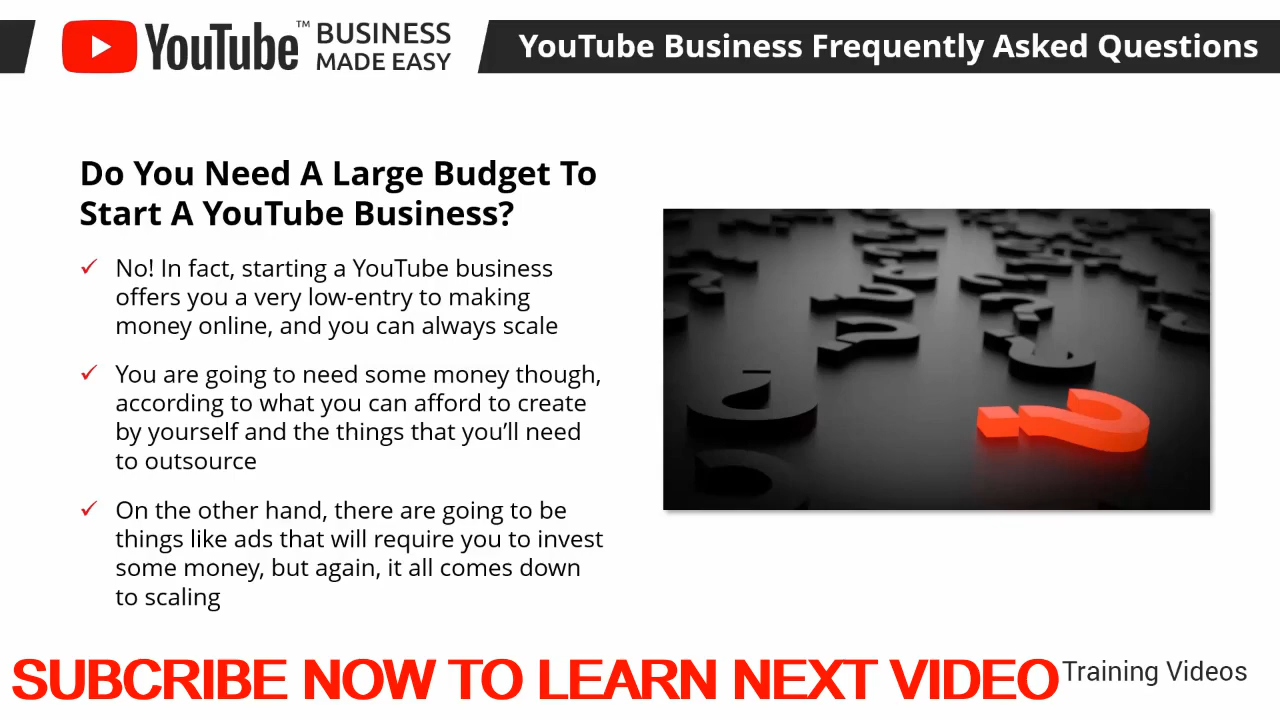 YouTube™ BUSINESS
MADE EASY
YouTube Business Frequently Asked Questions
Do You Need A Large Budget To
Start A YouTube Business?
✓ No! In fact, starting a YouTube business
offers you a very low-entry to making
money online, and you can always scale
✓ You are going to need some money though,
according to what you can afford to create
by yourself and the things that you’ll need
to outsource
✓ On the other hand, there are going to be
things like ads that will require you to invest
some money, but again, it all comes down
to scaling
SUBCRIBE NOW TO LEARN NEXT VIDEO Training Videos